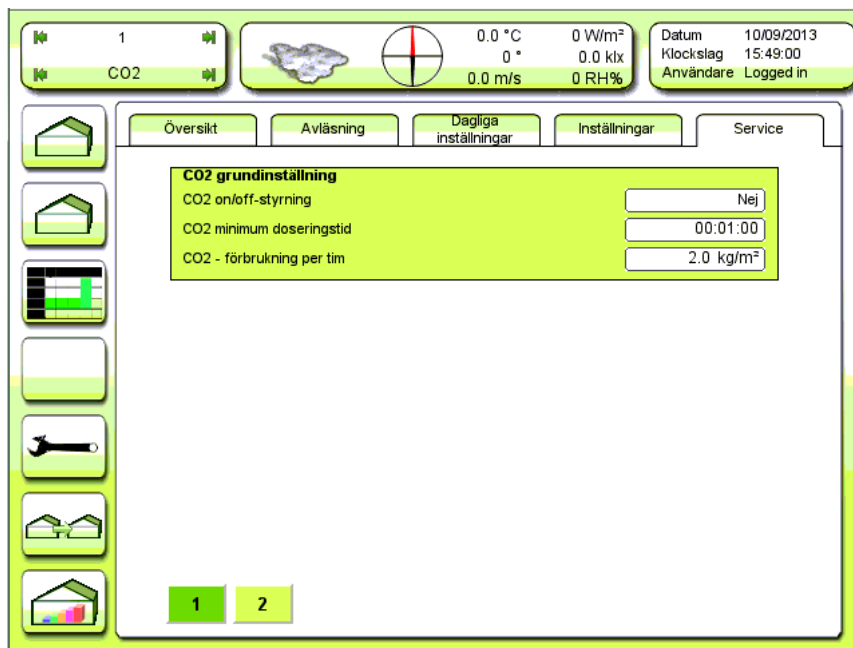 1
CO2
0.0 °C
0 °
0.0 m/s
0 W/m²
0.0 klx
0 RH%
Datum 10/09/2013
Klockslag 15:49:00
Användare Logged in
Översikt
Avläsning
Dagliga
inställningar
Inställningar
Service
CO2 grundinställning
CO2 on/off-styrning Nej
CO2 minimum doseringstid 00:01:00
CO2 - förbrukning per tim 2.0 kg/m²
1
2